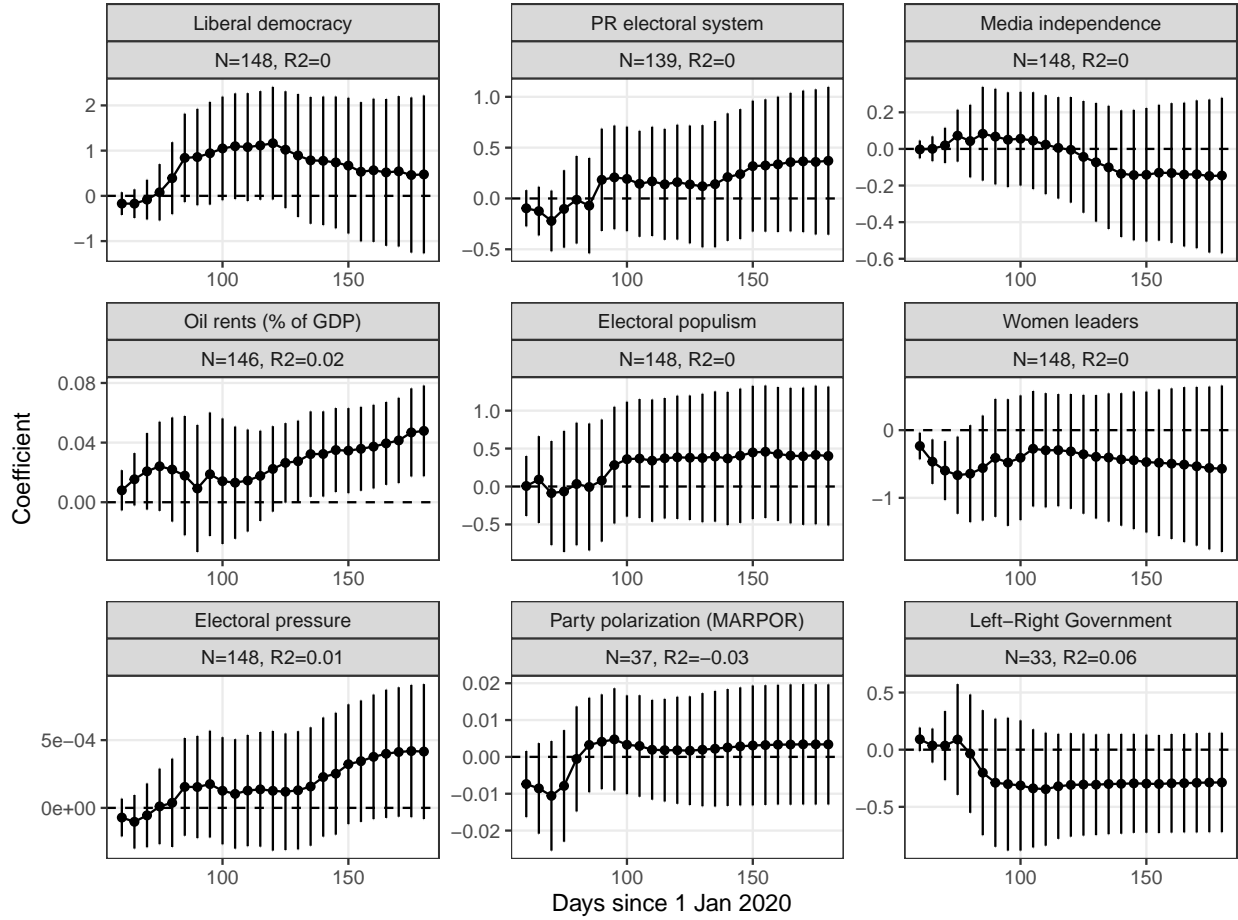 Liberal democracy
N=148, R2=0
2
1
0
−1
100
150
PR electoral system
N=139, R2=0
1.0
0.5
0.0
−0.5
100
150
Media independence
N=148, R2=0
0.2
0.0
−0.2
−0.4
−0.6
100
150
Oil rents (% of GDP)
N=146, R2=0.02
0.08
0.04
0.00
100
150
Electoral populism
N=148, R2=0
1.0
0.5
0.0
−0.5
100
150
Women leaders
N=148, R2=0
0
−1
100
150
Electoral pressure
N=148, R2=0.01
5e−04
0e+00
100
150
Party polarization (MARPOR)
N=37, R2=−0.03
0.02
0.01
0.00
−0.01
−0.02
100
150
Left−Right Government
N=33, R2=0.06
0.5
0.0
−0.5
100
150
Coefficient
Days since 1 Jan 2020